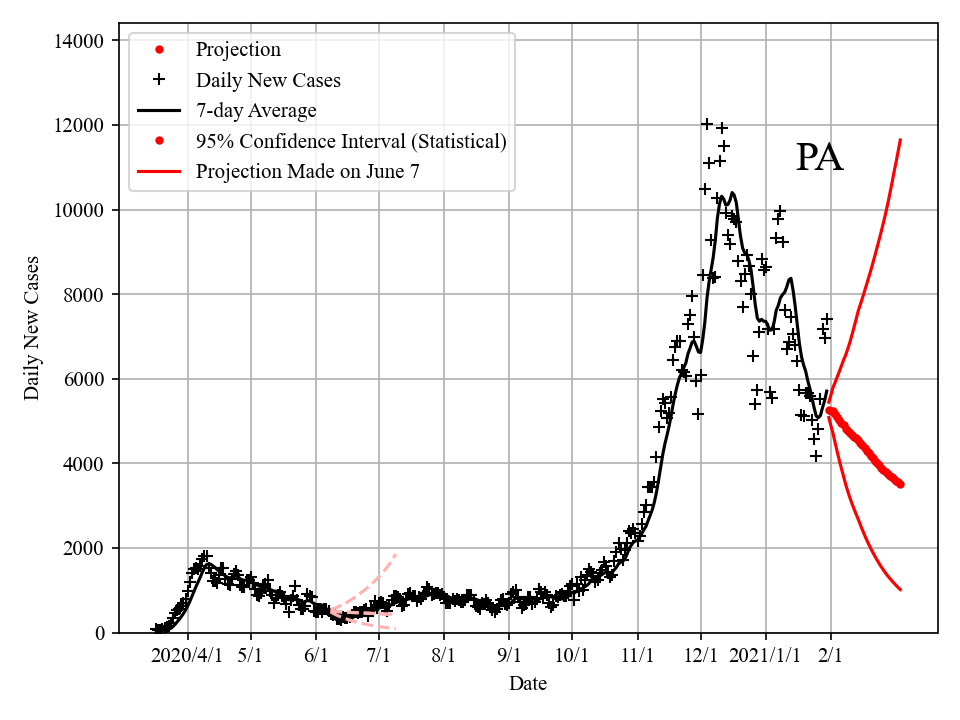 14000
12000
10000
8000
6000
4000
2000
0
Daily New Cases
Projection
Daily New Cases
7-day Average
95% Confidence Interval (Statistical)
Projection Made on June 7
PA
2020/4/1 5/1 6/1 7/1 8/1 9/1 10/1 11/1 12/1 2021/1/1 2/1
Date